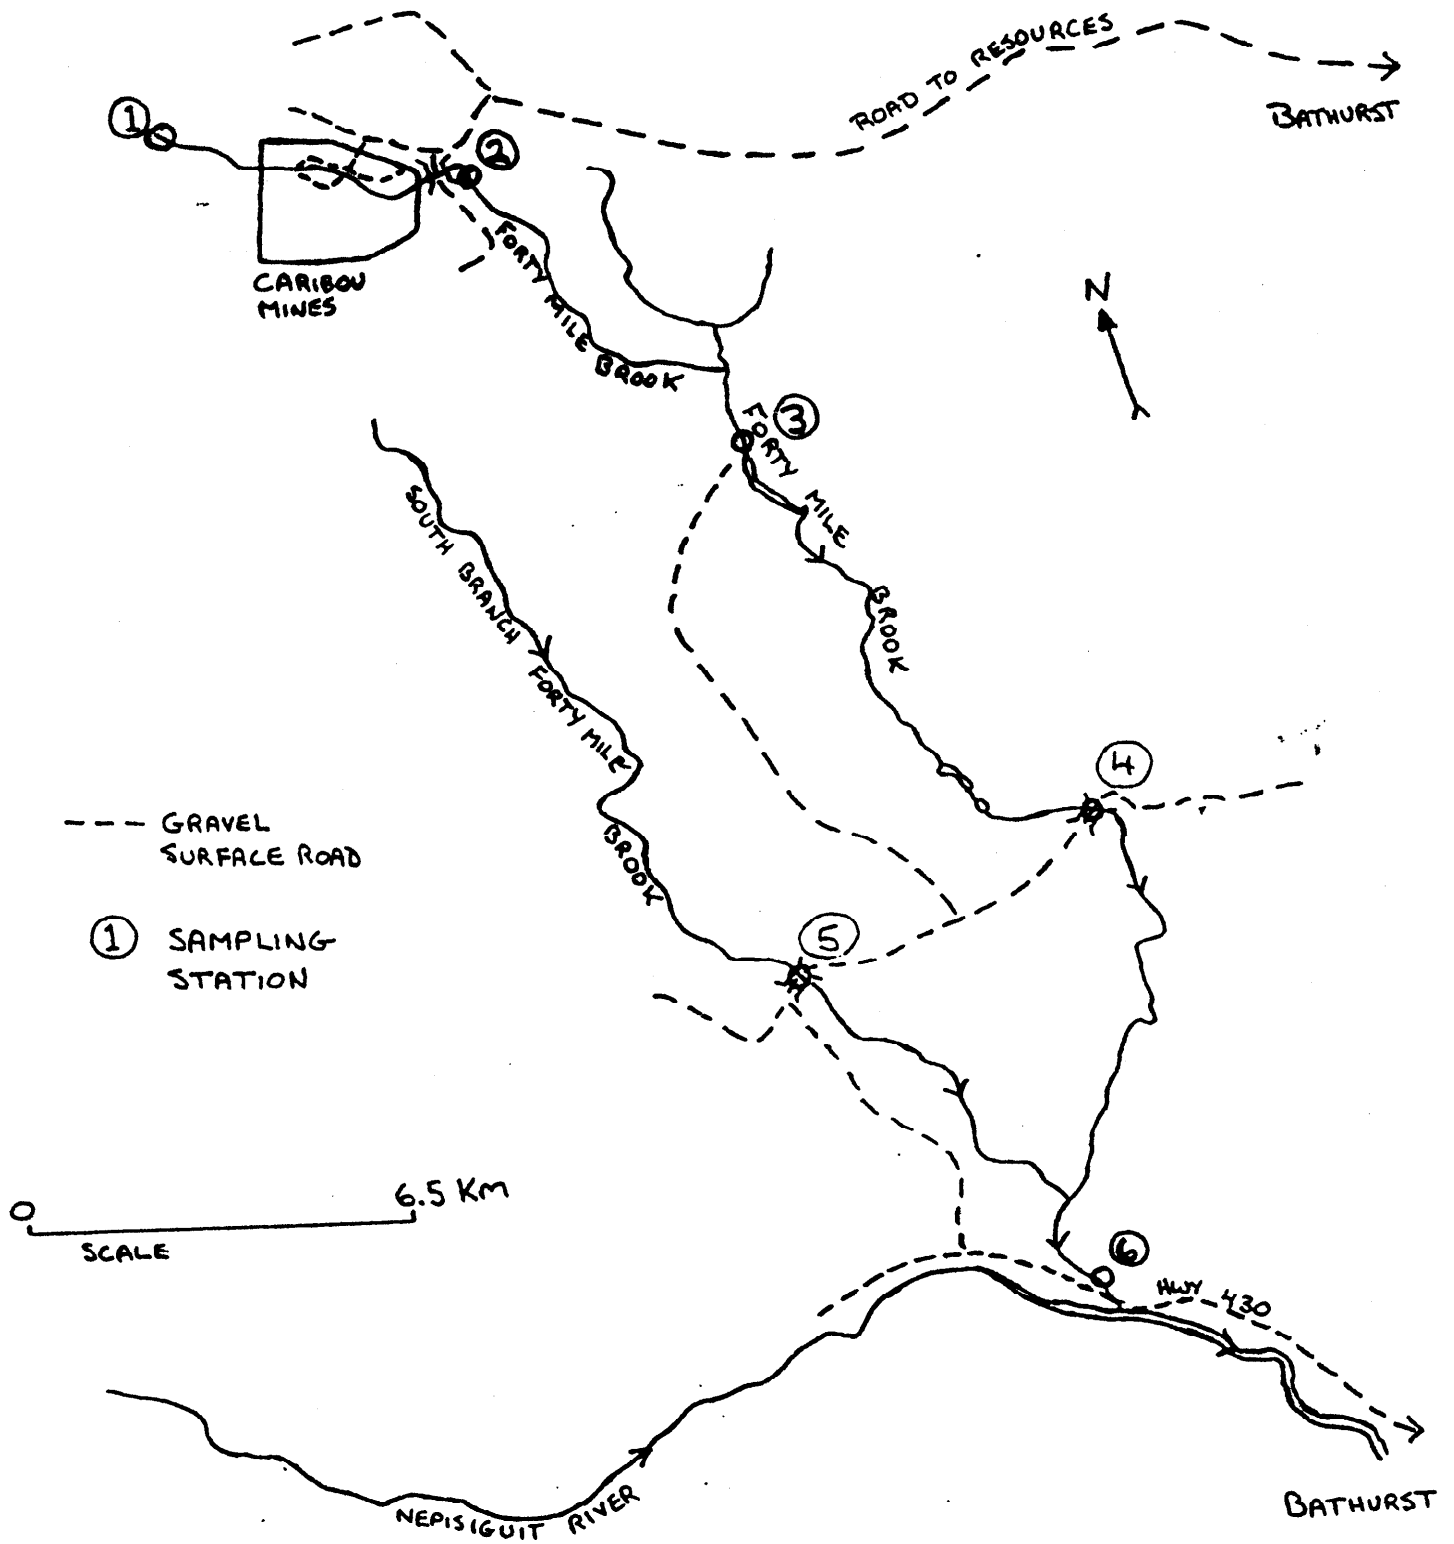 ROAD TO RESOURCES
BATHURST
1
2
CARIBOU
MINES
FORTY MILE BROOK
N
3
FORTY MILE BROOK
SOUTH BRANCH FORTY MILE BROOK
4
--- GRAVEL
SURFACE ROAD
5
1 SAMPLING
STATION
0 6.5 Km
SCALE
6
HWY 430
NEPISIGUIT RIVER
BATHURST